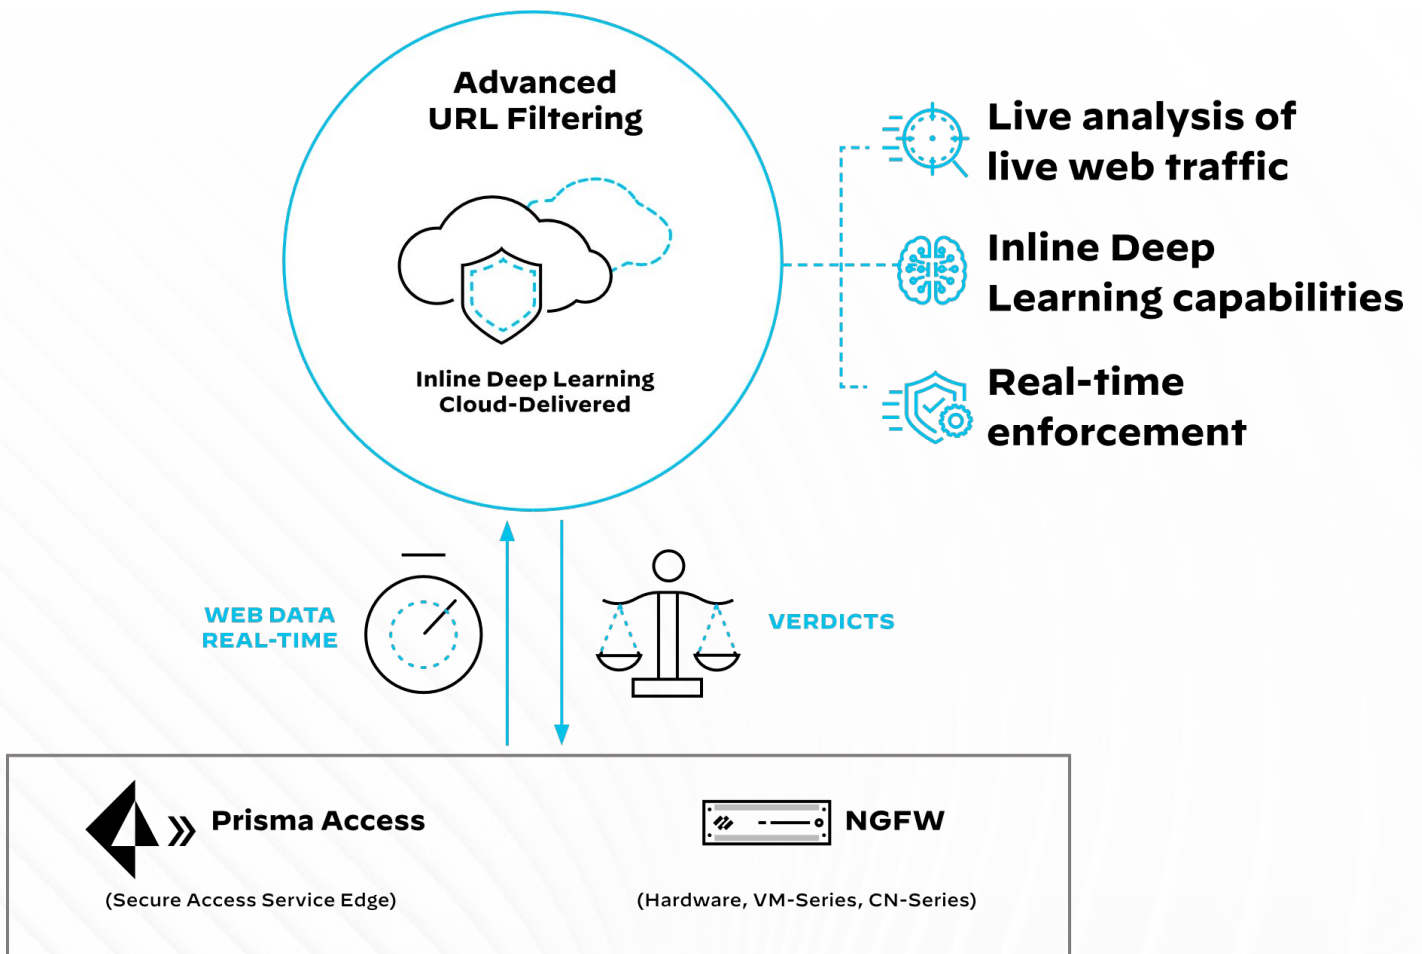 Advanced
URL Filtering
Inline Deep Learning
Cloud-Delivered
Live analysis of
live web traffic
Inline Deep
Learning capabilities
Real-time
enforcement
WEB DATA
REAL-TIME
VERDICTS
Prisma Access
(Secure Access Service Edge)
NGFW
(Hardware, VM-Series, CN-Series)